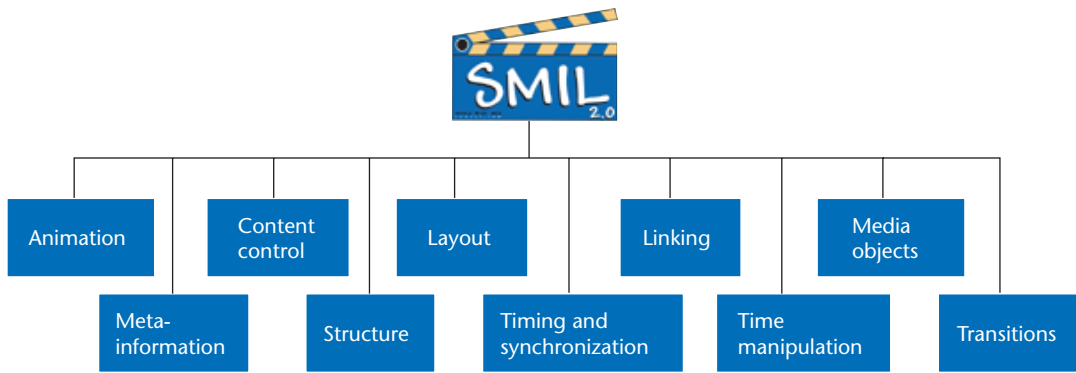 SMIL
2.0
Animation
Content
control
Layout
Linking
Media
objects
Meta-
information
Structure
Timing and
synchronization
Time
manipulation
Transitions